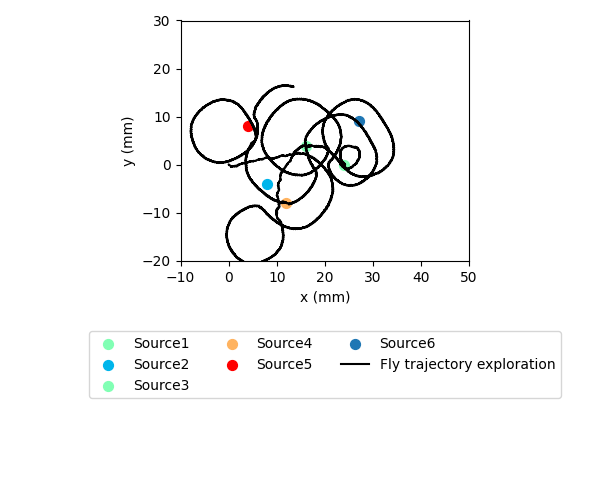 30
20
10
0
−10
−20
y (mm)
−10 0 10 20 30 40 50
x (mm)
Source1 Source4 Source6
Source2 Source5 Fly trajectory exploration
Source3